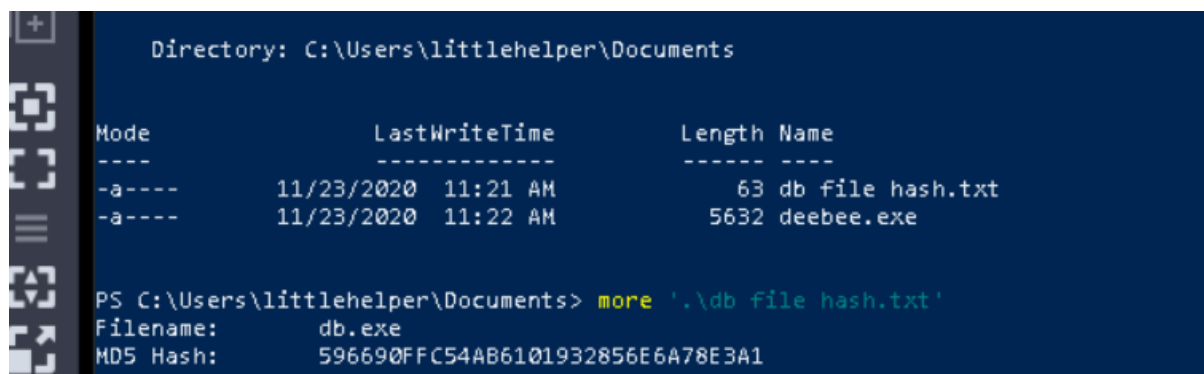 Directory: C:\Users\littlehelper\Documents
Mode LastWriteTime Length Name
---- ------------- ------ ----
-a---- 11/23/2020 11:21 AM 63 db file hash.txt
-a---- 11/23/2020 11:22 AM 5632 deebee.exe
PS C:\Users\littlehelper\Documents> more '.\db file hash.txt'
Filename: db.exe
MD5 Hash: 596690FFC54AB6101932856E6A78E3A1